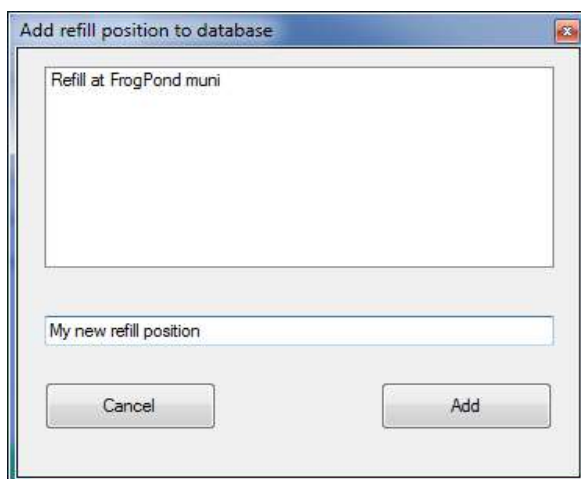 Add refill position to database
Refill at FrogPond muni
My new refill position
Cancel
Add